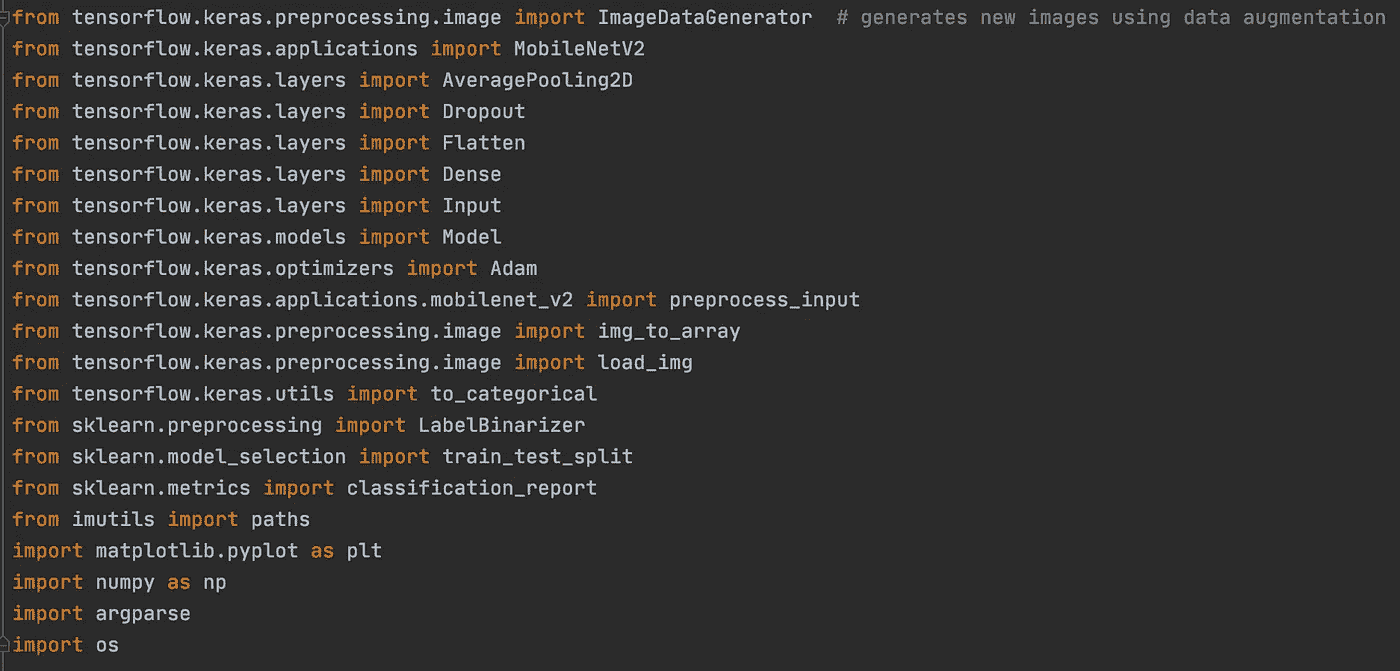 from tensorflow.keras.preprocessing.image import ImageDataGenerator  # generates new images using data augmentation
from tensorflow.keras.applications import MobileNetV2
from tensorflow.keras.layers import AveragePooling2D
from tensorflow.keras.layers import Dropout
from tensorflow.keras.layers import Flatten
from tensorflow.keras.layers import Dense
from tensorflow.keras.layers import Input
from tensorflow.keras.models import Model
from tensorflow.keras.optimizers import Adam
from tensorflow.keras.applications.mobilenet_v2 import preprocess_input
from tensorflow.keras.preprocessing.image import img_to_array
from tensorflow.keras.preprocessing.image import load_img
from tensorflow.keras.utils import to_categorical
from sklearn.preprocessing import LabelBinarizer
from sklearn.model_selection import train_test_split
from sklearn.metrics import classification_report
from imutils import paths
import matplotlib.pyplot as plt
import numpy as np
import argparse
import os